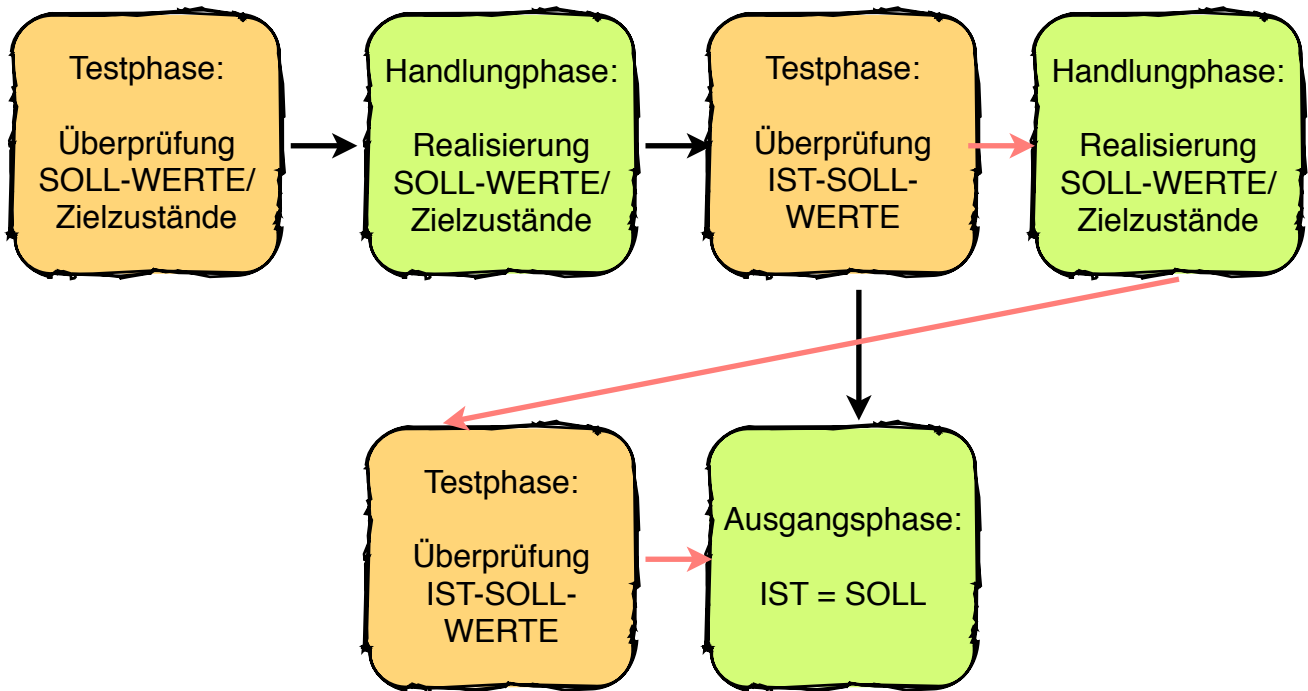 Testphase:
Überprüfung
SOLL-WERTE/
Zielzustände
Handlungphase:
Realisierung
SOLL-WERTE/
Zielzustände
Testphase:
Überprüfung
IST-SOLL-
WERTE
Handlungphase:
Realisierung
SOLL-WERTE/
Zielzustände
Testphase:
Überprüfung
IST-SOLL-
WERTE
Ausgangsphase:
IST = SOLL